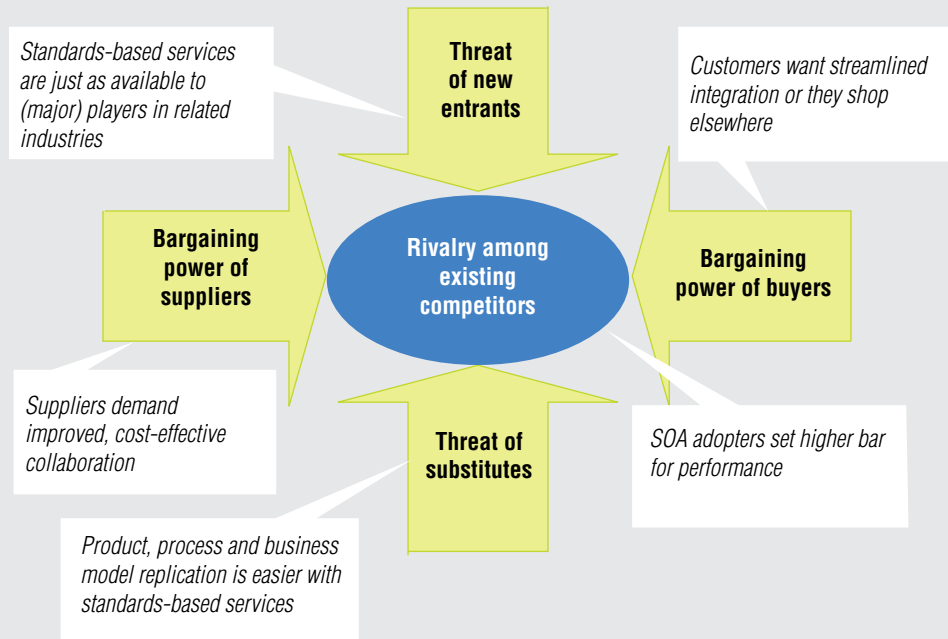 Standards-based services
are just as available to
(major) players in related
industries
Threat
of new
entrants
Customers want streamlined
integration or they shop
elsewhere
Bargaining
power of
suppliers
Rivalry among
existing
competitors
Bargaining
power of buyers
Suppliers demand
improved, cost-effective
collaboration
Threat of
substitutes
SOA adopters set higher bar
for performance
Product, process and business
model replication is easier with
standards-based services